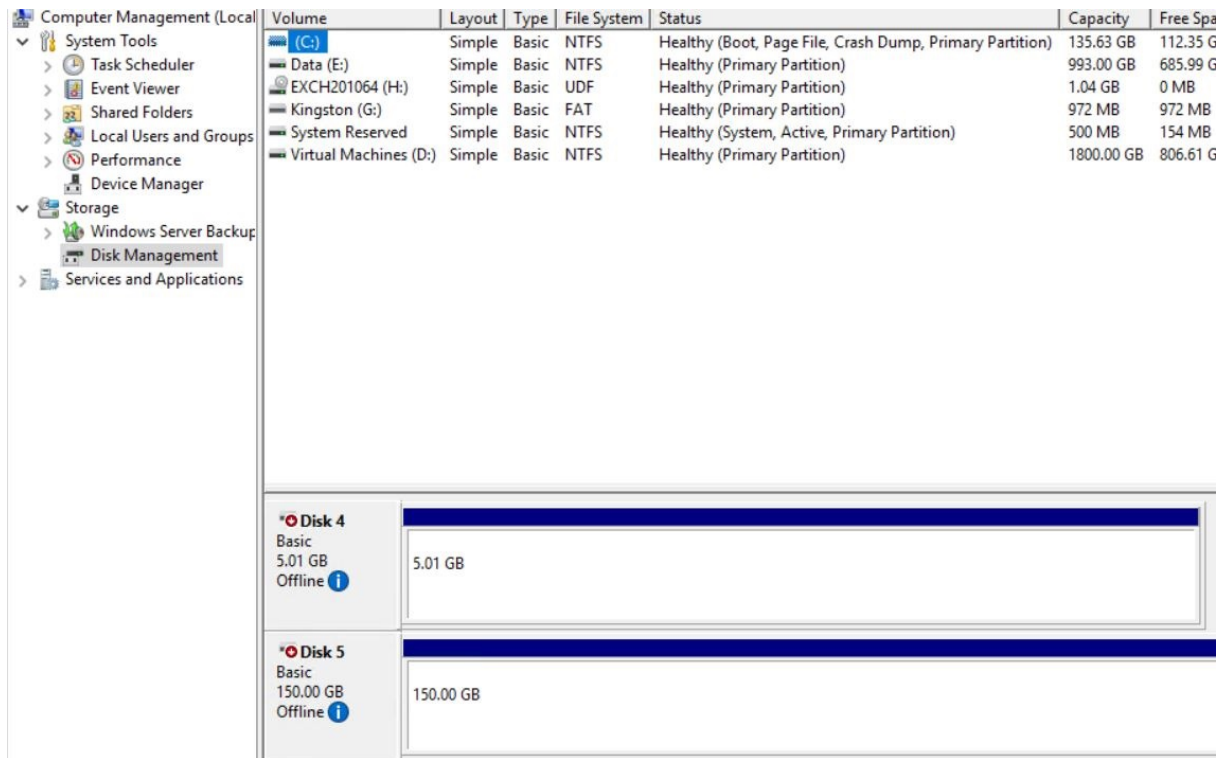 Computer Management (Local
System Tools
Task Scheduler
Event Viewer
Shared Folders
Local Users and Groups
Performance
Device Manager
Storage
Windows Server Backup
Disk Management
Services and Applications
Volume Layout Type File System Status Capacity Free Spa
(C:) Simple Basic NTFS Healthy (Boot, Page File, Crash Dump, Primary Partition) 135.63 GB 112.35 G
Data (E:) Simple Basic NTFS Healthy (Primary Partition) 993.00 GB 685.99 G
EXCH201064 (H:) Simple Basic UDF Healthy (Primary Partition) 1.04 GB 0 MB
Kingston (G:) Simple Basic FAT Healthy (Primary Partition) 972 MB 972 MB
System Reserved Simple Basic NTFS Healthy (System, Active, Primary Partition) 500 MB 154 MB
Virtual Machines (D:) Simple Basic NTFS Healthy (Primary Partition) 1800.00 GB 806.61 G
Disk 4
Basic
5.01 GB
Offline
5.01 GB
Disk 5
Basic
150.00 GB
Offline
150.00 GB